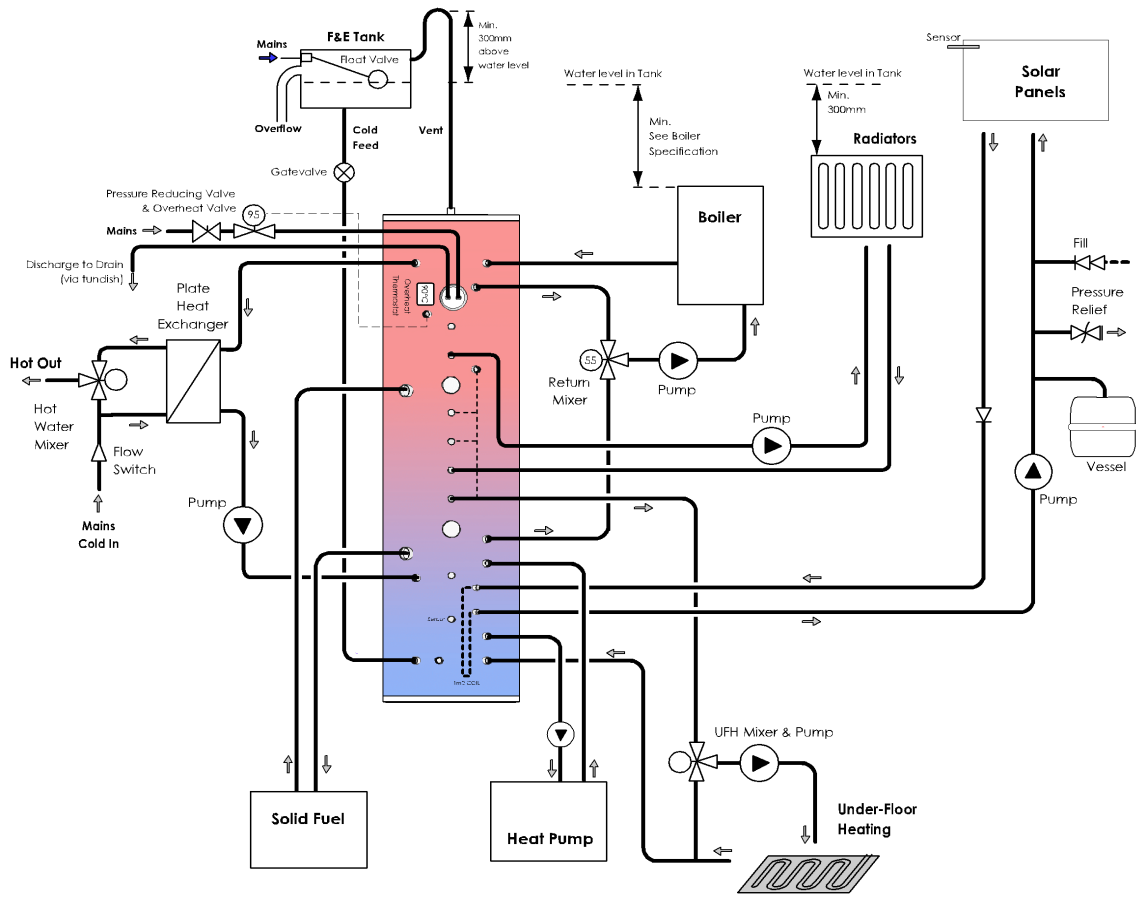 F&E Tank
Mains
Float Valve
Overflow
Cold
Feed
Vent
Min.
300mm
above
water level
Gatevalve
Water level in Tank
Min.
See Boiler
Specification
Water level in Tank
Min.
300mm
Radiators
Sensor
Solar
Panels
Pressure Reducing Valve
& Overheat Valve
95
Mains
Discharge to Drain
(via tundish)
Boiler
Fill
Pressure
Relief
Plate
Heat
Exchanger
90°C
Overheat
Thermostat
55
Return
Mixer
Pump
Hot Out
Hot
Water
Mixer
Flow
Switch
Mains
Cold In
Pump
Pump
Vessel
Pump
Sensor
UFH Mixer & Pump
Solid Fuel
Heat Pump
Under-Floor
Heating